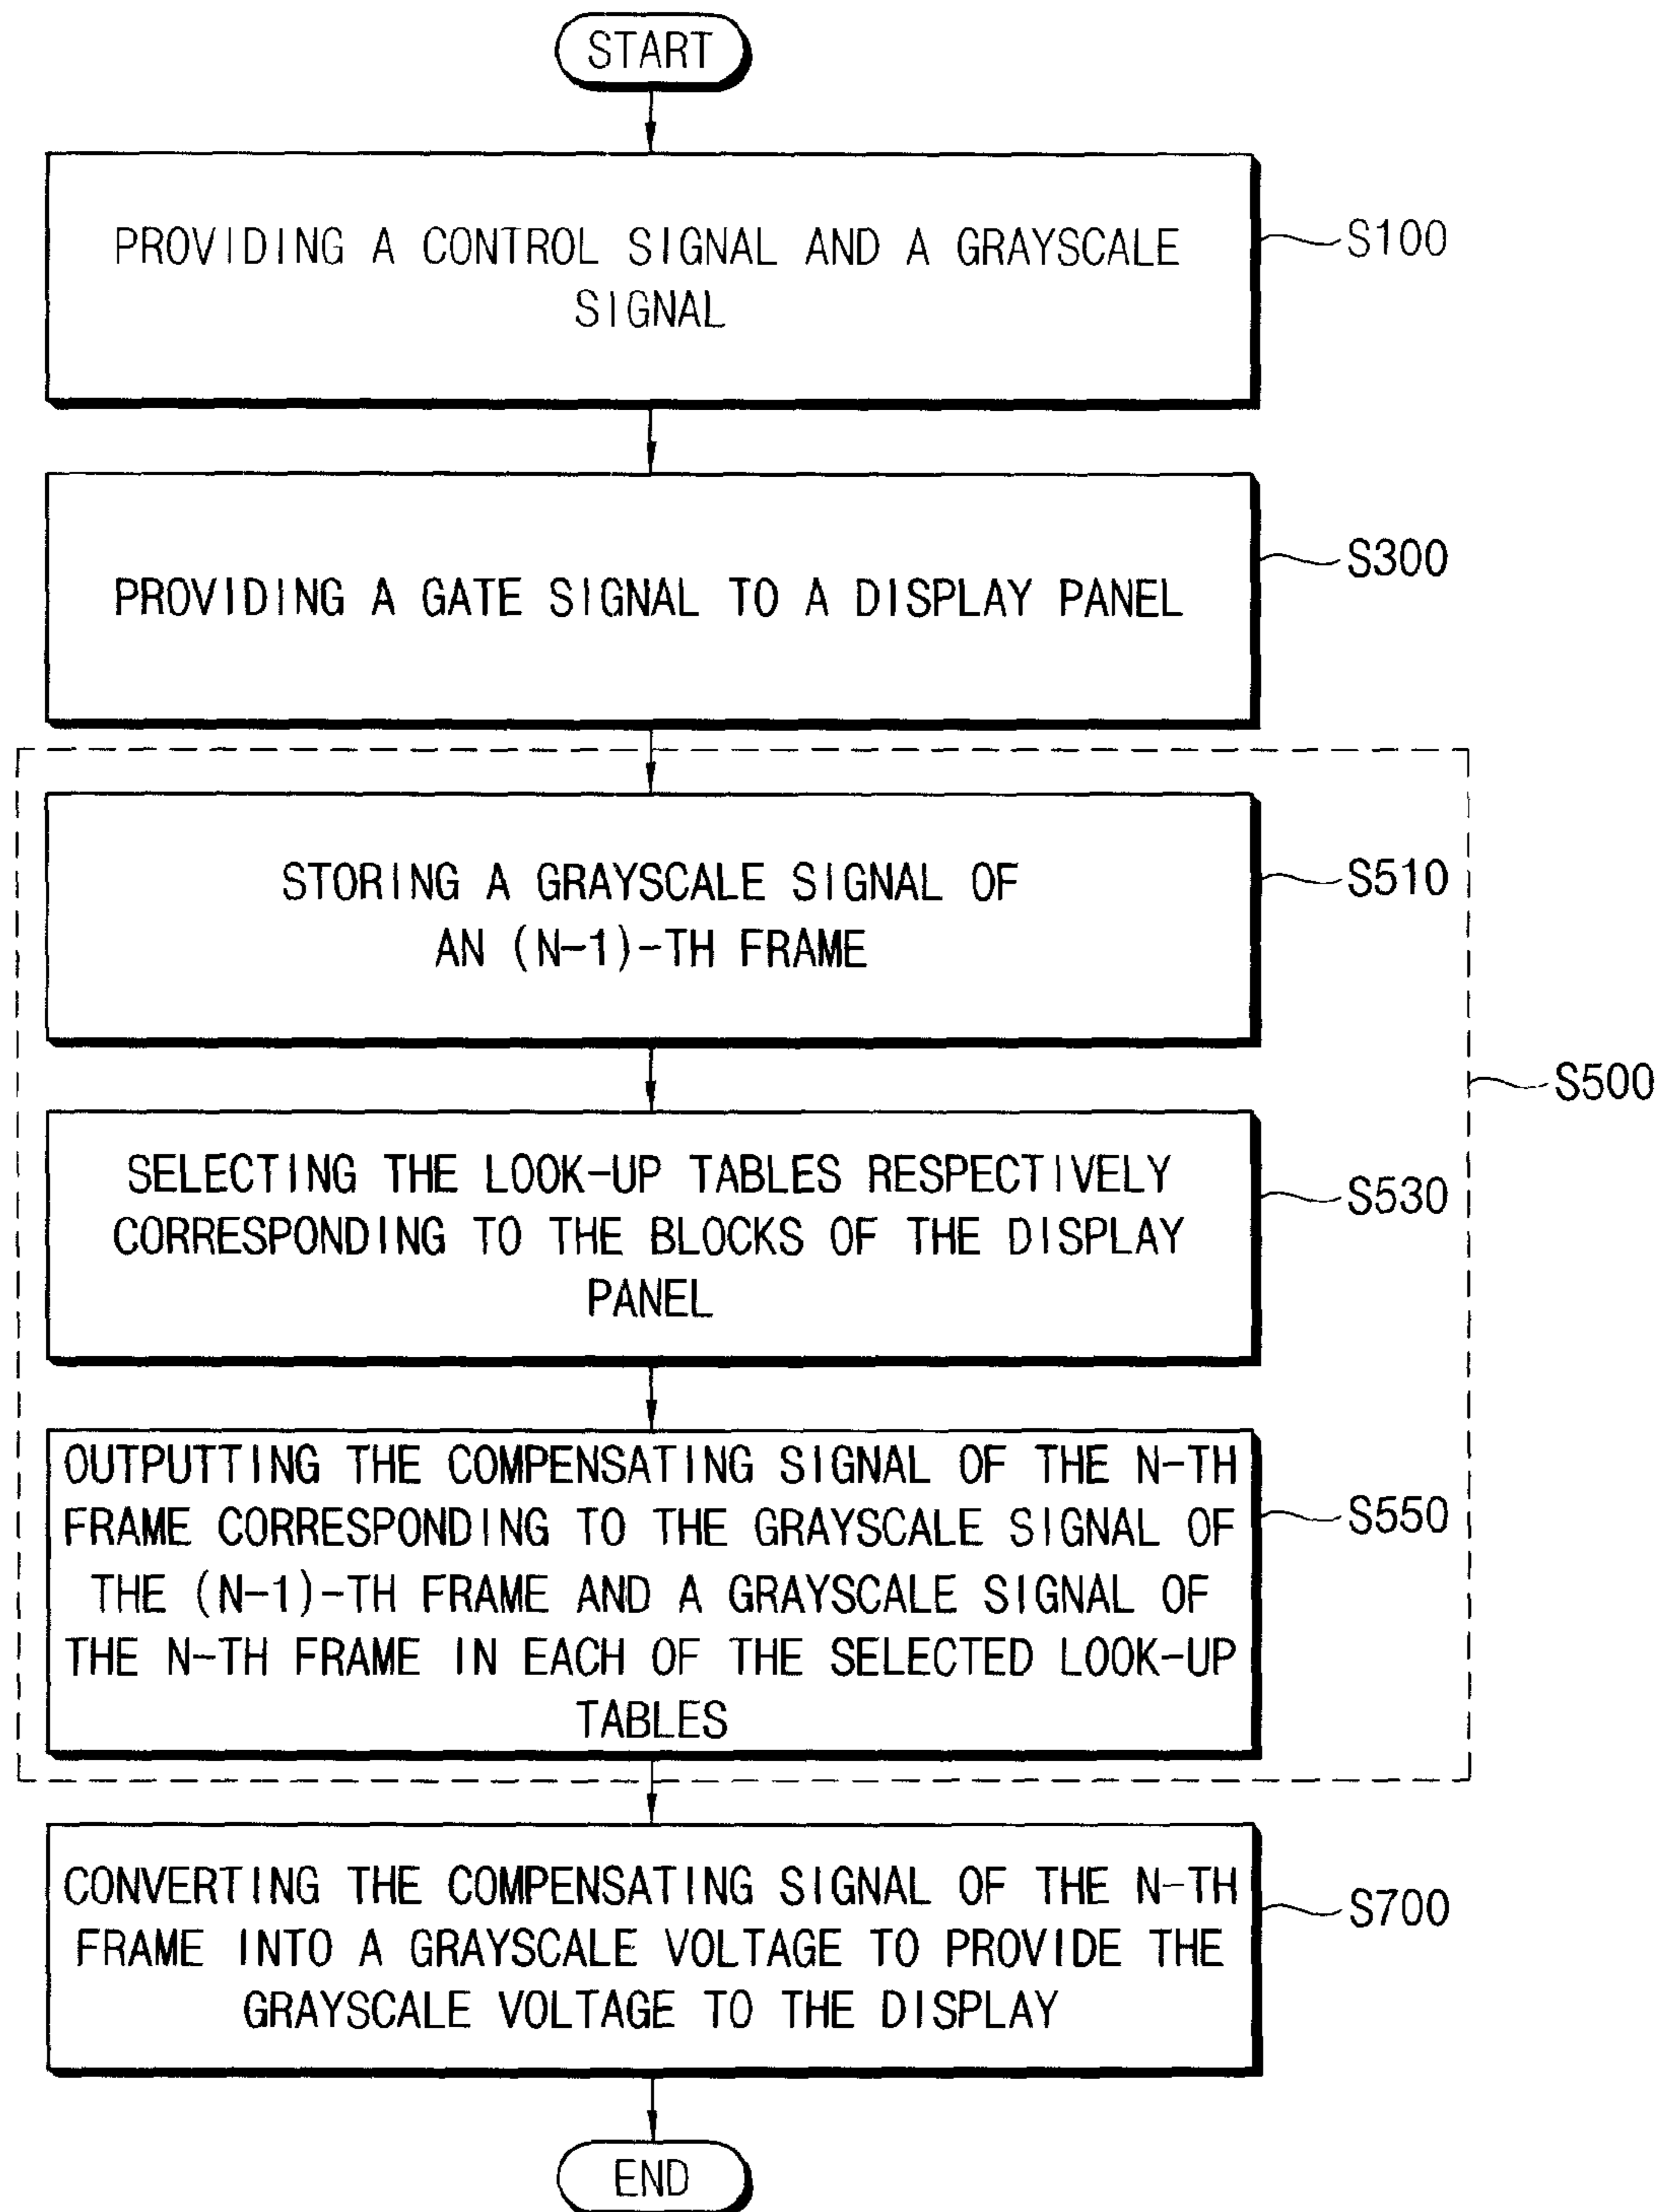 START
PROVIDING A CONTROL SIGNAL AND A GRAYSCALE
SIGNAL
S100
PROVIDING A GATE SIGNAL TO A DISPLAY PANEL
S300
STORING A GRAYSCALE SIGNAL OF
AN (N-1)-TH FRAME
S510
S500
SELECTING THE LOOK-UP TABLES RESPECTIVELY
CORRESPONDING TO THE BLOCKS OF THE DISPLAY
PANEL
S530
OUTPUTTING THE COMPENSATING SIGNAL OF THE N-TH
FRAME CORRESPONDING TO THE GRAYSCALE SIGNAL OF
THE (N-1)-TH FRAME AND A GRAYSCALE SIGNAL OF
THE N-TH FRAME IN EACH OF THE SELECTED LOOK-UP
TABLES
S550
CONVERTING THE COMPENSATING SIGNAL OF THE N-TH
FRAME INTO A GRAYSCALE VOLTAGE TO PROVIDE THE
GRAYSCALE VOLTAGE TO THE DISPLAY
S700
END